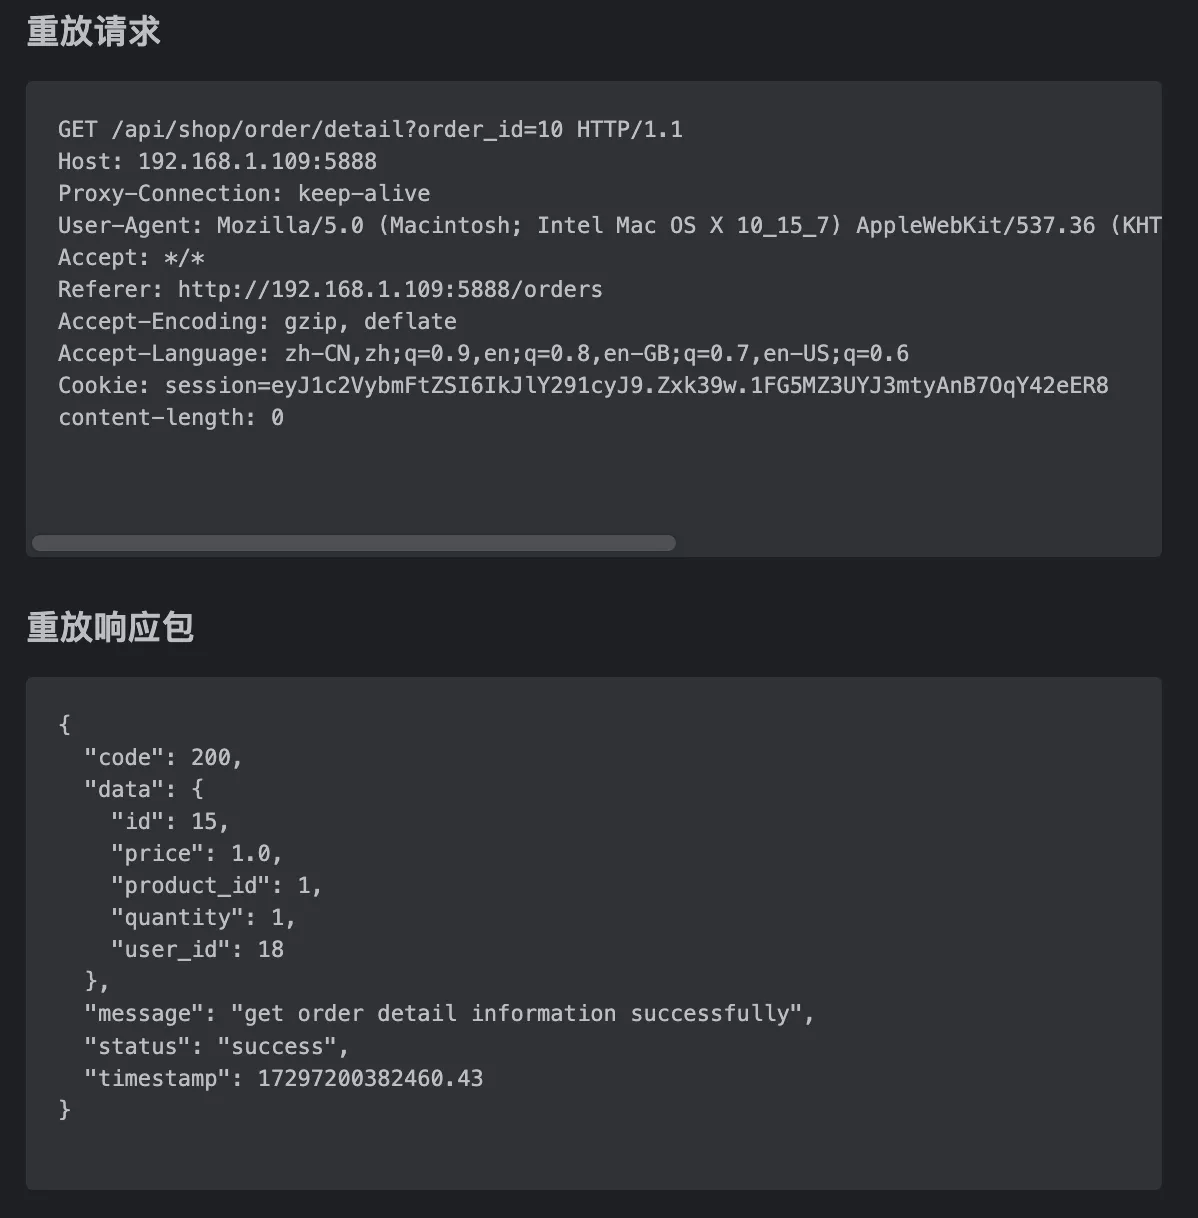 重放请求
GET /api/shop/order/detail?order_id=10 HTTP/1.1
Host: 192.168.1.109:5888
Proxy-Connection: keep-alive
User-Agent: Mozilla/5.0 (Macintosh; Intel Mac OS X 10_15_7) AppleWebKit/537.36 (KHT
Accept: */*
Referer: http://192.168.1.109:5888/orders
Accept-Encoding: gzip, deflate
Accept-Language: zh-CN,zh;q=0.9,en;q=0.8,en-GB;q=0.7,en-US;q=0.6
Cookie: session=eyJ1c2VybmFtZSI6IkJlY291cyJ9.Zxk39w.1FG5MZ3UYJ3mtyAnB7OqY42eER8
content-length: 0
重放响应包
{
  "code": 200,
  "data": {
    "id": 15,
    "price": 1.0,
    "product_id": 1,
    "quantity": 1,
    "user_id": 18
  },
  "message": "get order detail information successfully",
  "status": "success",
  "timestamp": 17297200382460.43
}